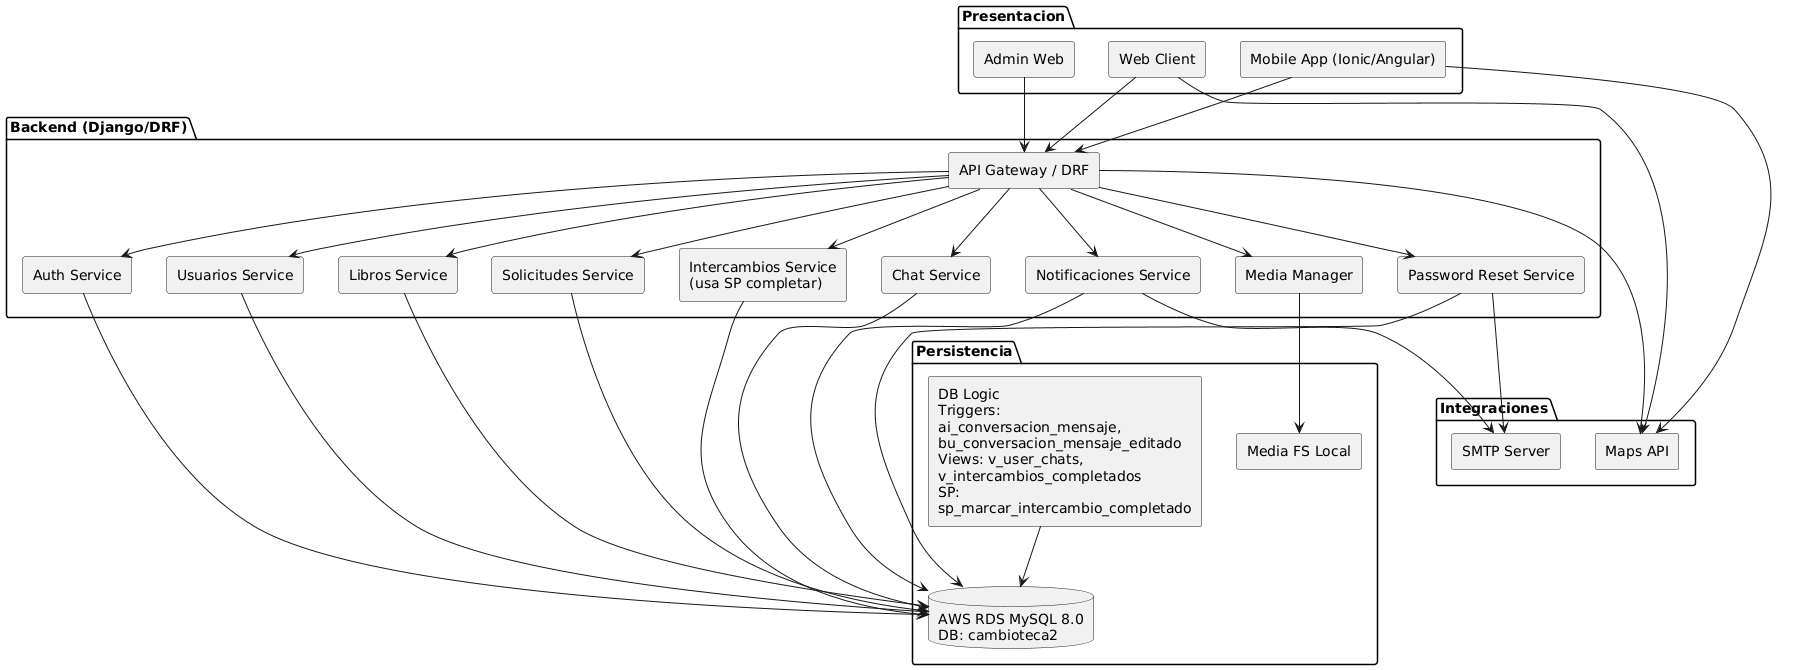 Presentacion
Admin Web
Web Client
Mobile App (Ionic/Angular)
Backend (Django/DRF)
API Gateway / DRF
Auth Service
Usuarios Service
Libros Service
Solicitudes Service
Intercambios Service
(usa SP completar)
Chat Service
Notificaciones Service
Media Manager
Password Reset Service
Persistencia
DB Logic
Triggers:
ai_conversacion_mensaje,
bu_conversacion_mensaje_editado
Views: v_user_chats,
v_intercambios_completados
SP:
sp_marcar_intercambio_completado
Media FS Local
Integraciones
SMTP Server
Maps API
AWS RDS MySQL 8.0
DB: cambioteca2